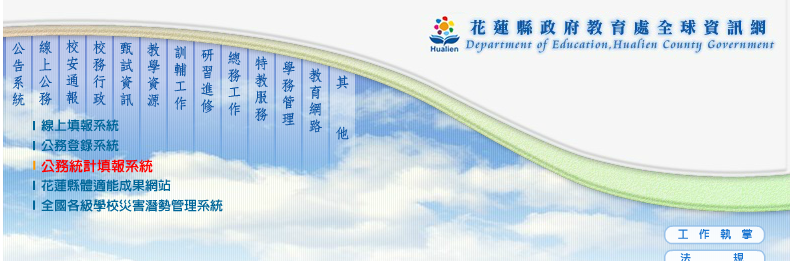 花蓮縣政府教育處全球資訊網
Hualien
Department of Education,Hualien County Government
公告系統
線上公務
校安通報
校務行政
甄試資訊
教學資源
訓輔工作
研習進修
總務工作
特教服務
學務管理
教育網路
其他
線上填報系統
公務登錄系統
公務統計填報系統
花蓮縣體適能成果網站
全國各級學校災害潛勢管理系統
工作執掌
法規